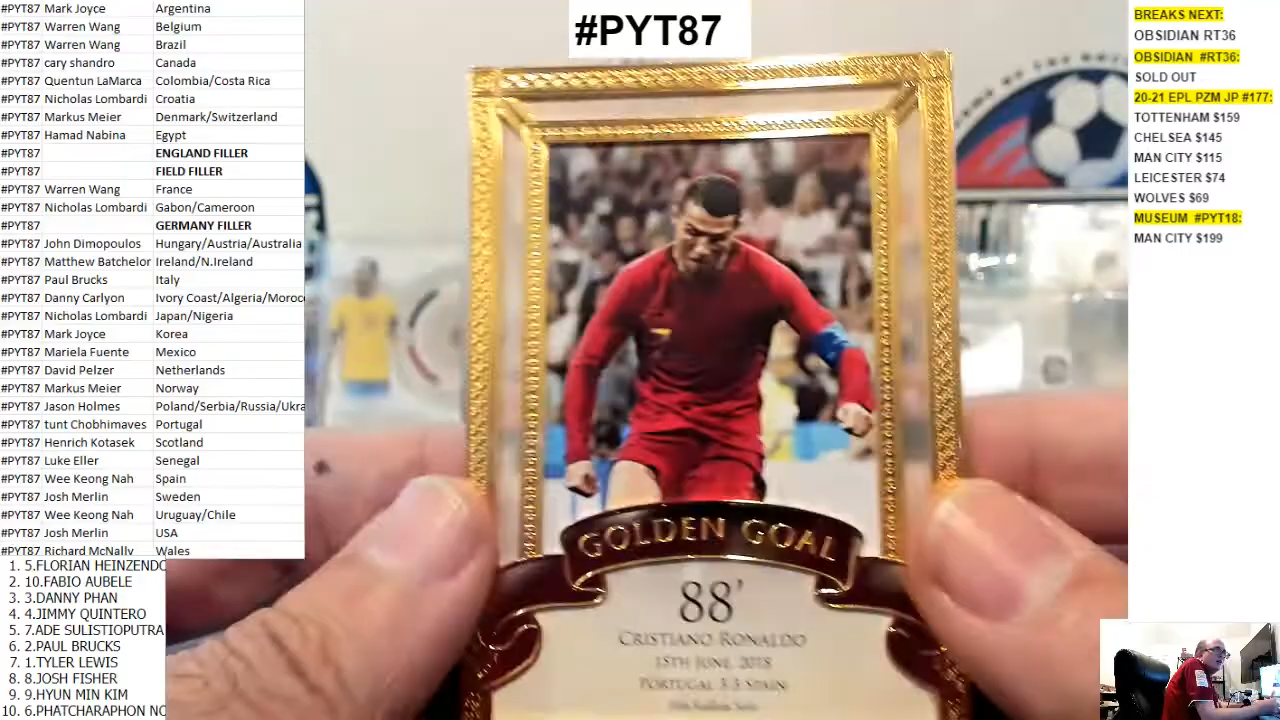 #PYT87 Mark Joyce Argentina
#PYT87 Warren Wang Belgium
#PYT87 Warren Wang Brazil
#PYT87 cary shandro Canada
#PYT87 Quentun LaMarca Colombia/Costa Rica
#PYT87 Nicholas Lombardi Croatia
#PYT87 Markus Meier Denmark/Switzerland
#PYT87 Hamad Nabina Egypt
#PYT87 ENGLAND FILLER
#PYT87 FIELD FILLER
#PYT87 Warren Wang France
#PYT87 Nicholas Lombardi Gabon/Cameroon
#PYT87 GERMANY FILLER
#PYT87 John Dimopoulos Hungary/Austria/Australia
#PYT87 Matthew Batchelor Ireland/N.Ireland
#PYT87 Paul Brucks Italy
#PYT87 Danny Carlyon Ivory Coast/Algeria/Moroc
#PYT87 Nicholas Lombardi Japan/Nigeria
#PYT87 Mark Joyce Korea
#PYT87 Mariela Fuente Mexico
#PYT87 David Pelzer Netherlands
#PYT87 Markus Meier Norway
#PYT87 Jason Holmes Poland/Serbia/Russia/Ukra
#PYT87 tunt Chobhimaves Portugal
#PYT87 Henrich Kotasek Scotland
#PYT87 Luke Eller Senegal
#PYT87 Wee Keong Nah Spain
#PYT87 Josh Merlin Sweden
#PYT87 Wee Keong Nah Uruguay/Chile
#PYT87 Josh Merlin USA
#PYT87 Richard McNally Wales
1. 5.FLORIAN HEINZENDO
2. 10.FABIO AUBELE
3. 3.DANNY PHAN
4. 4.JIMMY QUINTERO
5. 7.ADE SULISTIOPUTRA
6. 2.PAUL BRUCKS
7. 1.TYLER LEWIS
8. 8.JOSH FISHER
9. 9.HYUN MIN KIM
10. 6.PHATCHARAPHON NO
#PYT87
GOLDEN GOAL
88'
CRISTIANO RONALDO
15TH JUNE, 2018
PORTUGAL 3-3 SPAIN
BREAKS NEXT:
OBSIDIAN RT36
OBSIDIAN #RT36:
SOLD OUT
20-21 EPL PZM JP #177:
TOTTENHAM $159
CHELSEA $145
MAN CITY $115
LEICESTER $74
WOLVES $69
MUSEUM #PYT18:
MAN CITY $199